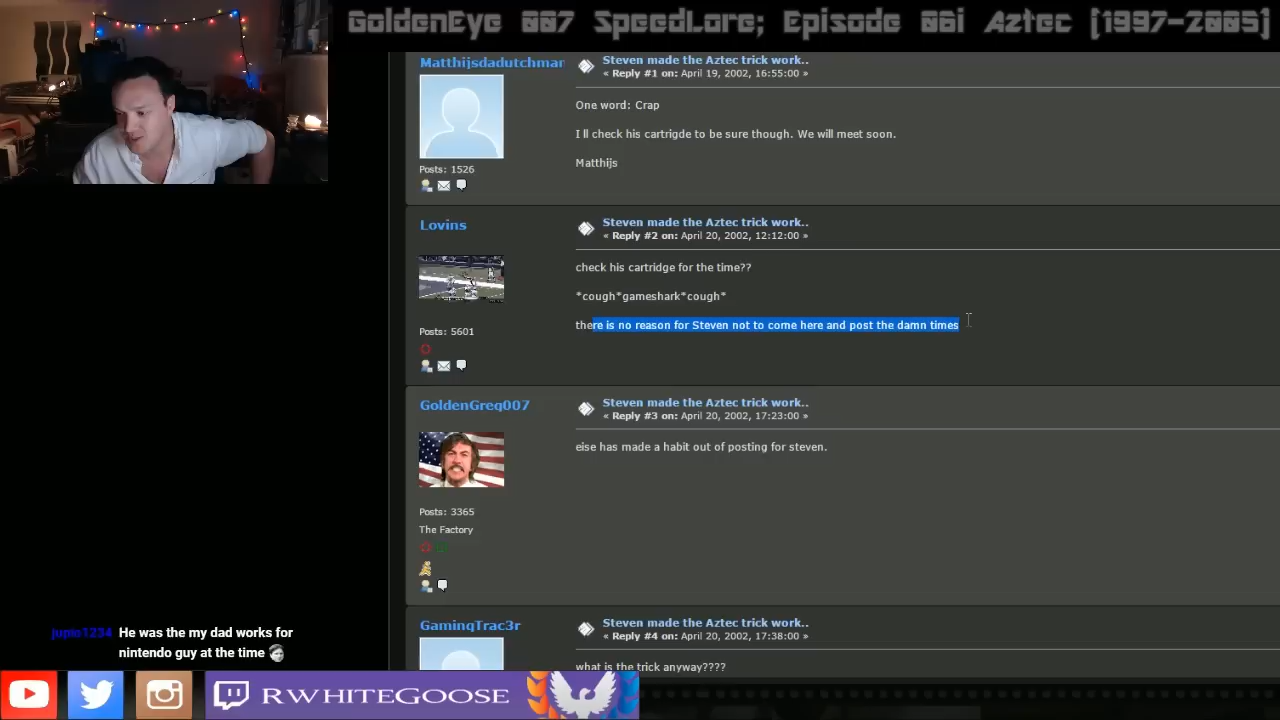 GoldenEye 007 SpeedLore; Episode 06i Aztec [1997-2005]
Matthijsdadutchman
Steven made the Aztec trick work..
« Reply #1 on: April 19, 2002, 16:55:00 »
One word: Crap
I ll check his cartrigde to be sure though. We will meet soon.
Matthijs
Posts: 1526
Lovins
Steven made the Aztec trick work..
« Reply #2 on: April 20, 2002, 12:12:00 »
check his cartridge for the time??
*cough*gameshark*cough*
there is no reason for Steven not to come here and post the damn times
Posts: 5601
GoldenGreg007
Steven made the Aztec trick work..
« Reply #3 on: April 20, 2002, 17:23:00 »
eise has made a habit out of posting for steven.
Posts: 3365
The Factory
GamingTrac3r
Steven made the Aztec trick work..
« Reply #4 on: April 20, 2002, 17:38:00 »
what is the trick anyway????
jupio1234 He was the my dad works for
nintendo guy at the time
RWHITEGOOSE